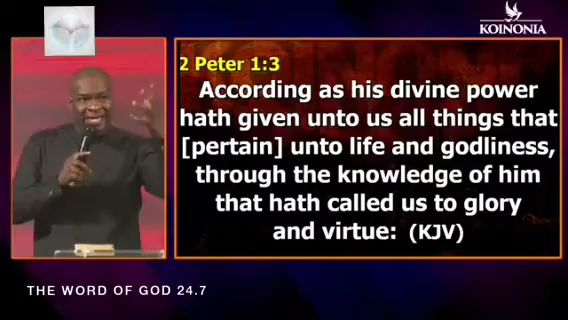 KOINONIA
2 Peter 1:3
According as his divine power
hath given unto us all things that
[pertain] unto life and godliness,
through the knowledge of him
that hath called us to glory
and virtue: (KJV)
THE WORD OF GOD 24.7